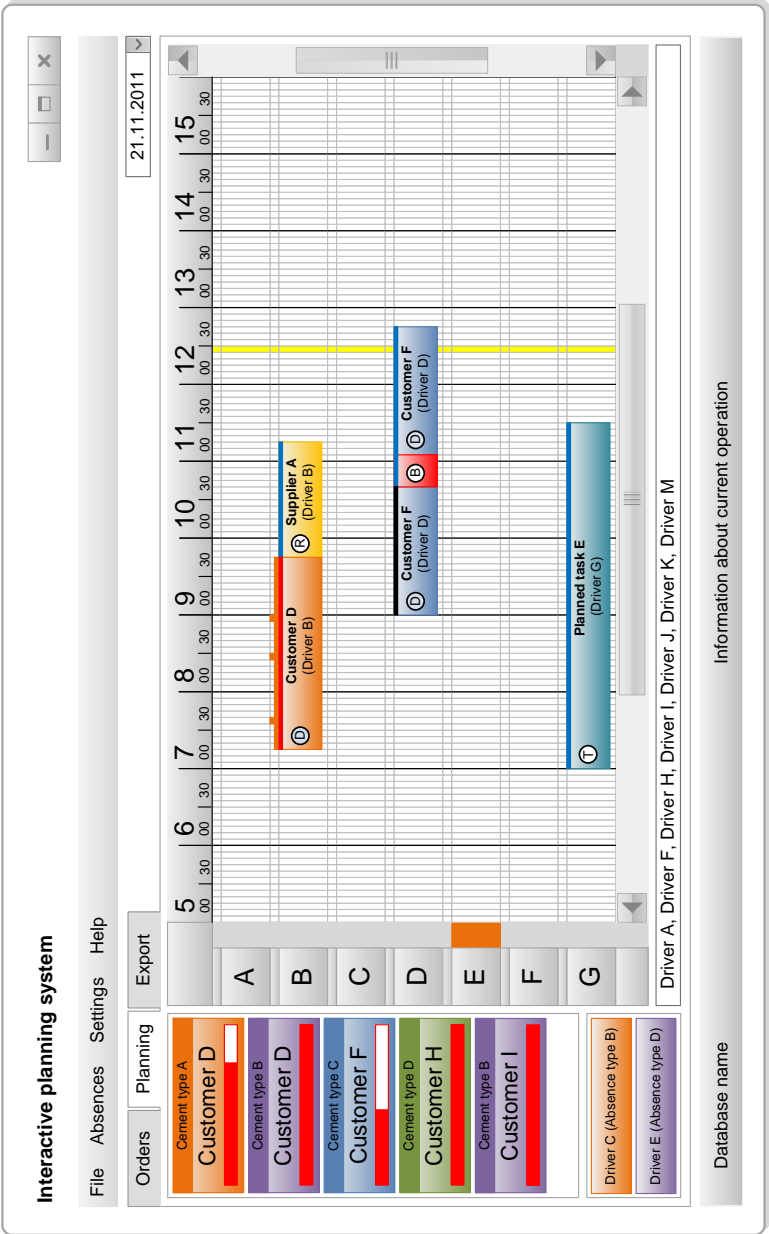 Interactive planning system
File Absences Settings Help
Orders Planning Export
21.11.2011
5 6 7 8 9 10 11 12 13 14 15
00 30 00 30 00 30 00 30 00 30 00 30 00 30 00 30 00 30 00 30 00 30
Cement type A
Customer D
Cement type B
Customer D
Cement type C
Customer F
Cement type D
Customer H
Cement type B
Customer I
Driver C (Absence type B)
Driver E (Absence type D)
A
B
D
Customer D
(Driver B)
R
Supplier A
(Driver B)
C
D
D
Customer F
(Driver D)
B
D
Customer F
(Driver D)
E
F
G
T
Planned task E
(Driver G)
Driver A, Driver F, Driver H, Driver I, Driver J, Driver K, Driver M
Database name
Information about current operation